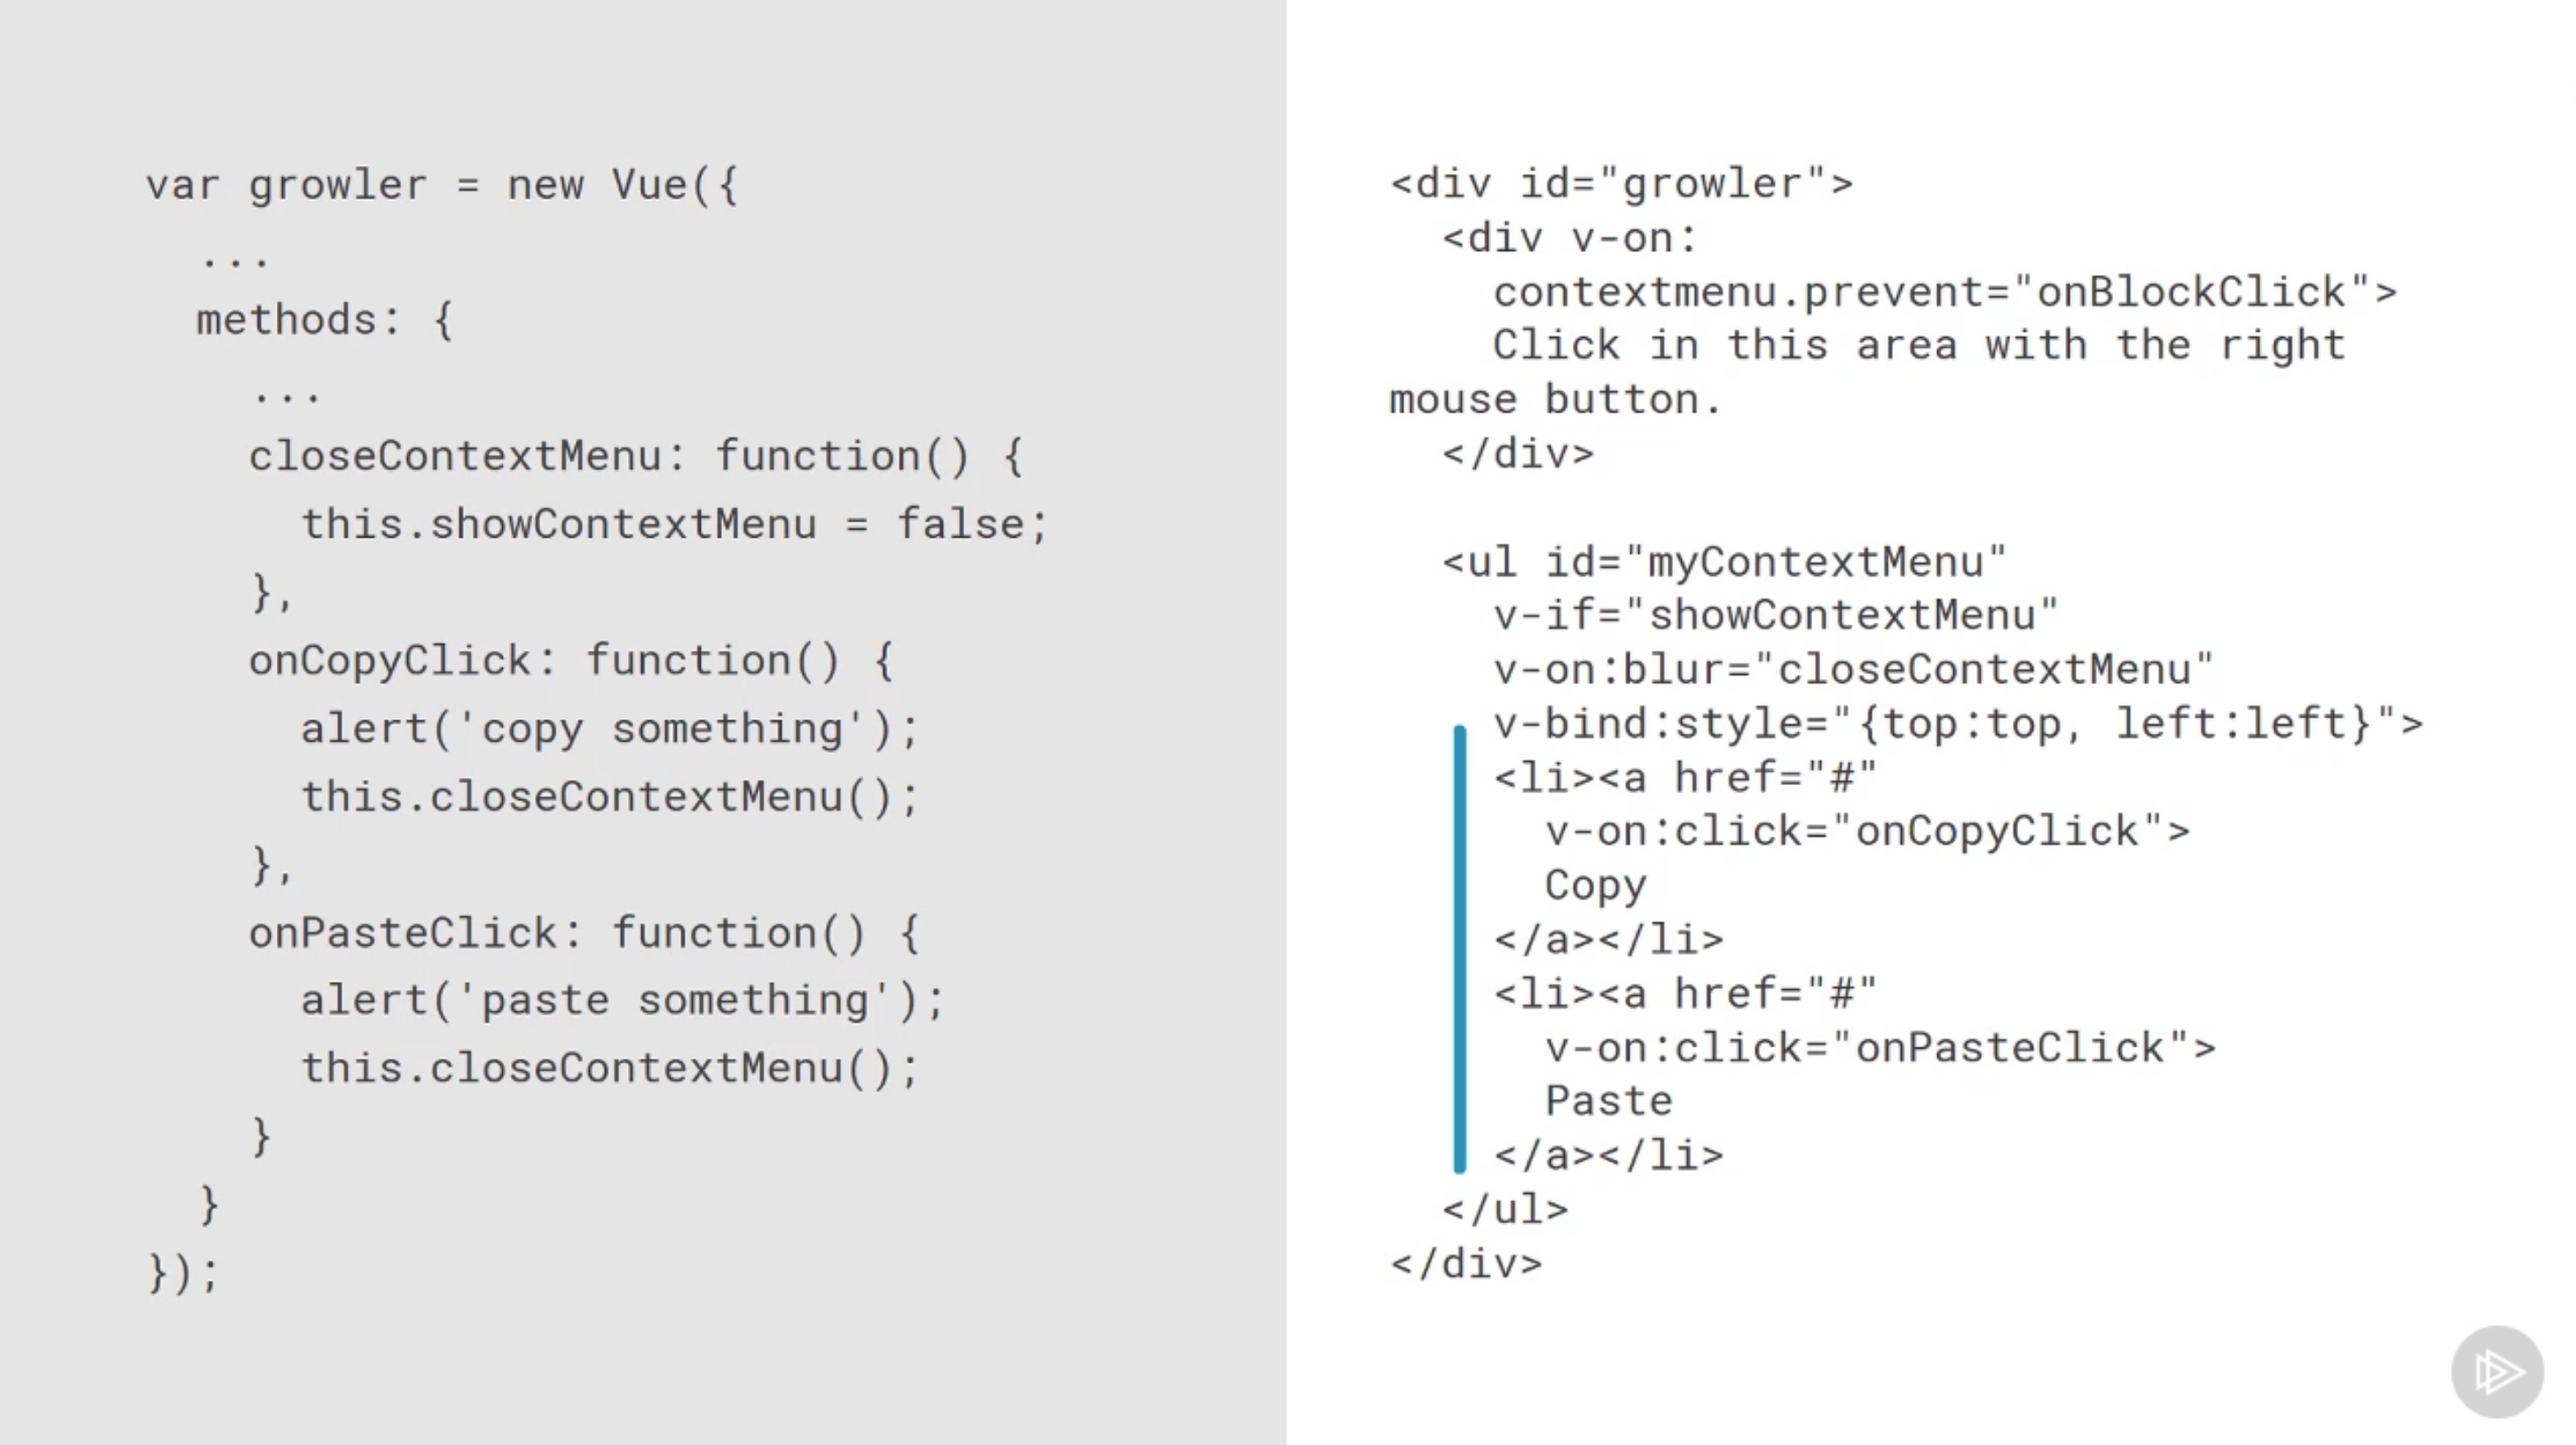 var growler = new Vue({
  ...
  methods: {
    ...
    closeContextMenu: function() {
      this.showContextMenu = false;
    },
    onCopyClick: function() {
      alert('copy something');
      this.closeContextMenu();
    },
    onPasteClick: function() {
      alert('paste something');
      this.closeContextMenu();
    }
  }
});
<div id="growler">
  <div v-on:
    contextmenu.prevent="onBlockClick">
    Click in this area with the right
mouse button.
  </div>
  <ul id="myContextMenu"
    v-if="showContextMenu"
    v-on:blur="closeContextMenu"
    v-bind:style="{top:top, left:left}">
    <li><a href="#"
      v-on:click="onCopyClick">
      Copy
    </a></li>
    <li><a href="#"
      v-on:click="onPasteClick">
      Paste
    </a></li>
  </ul>
</div>